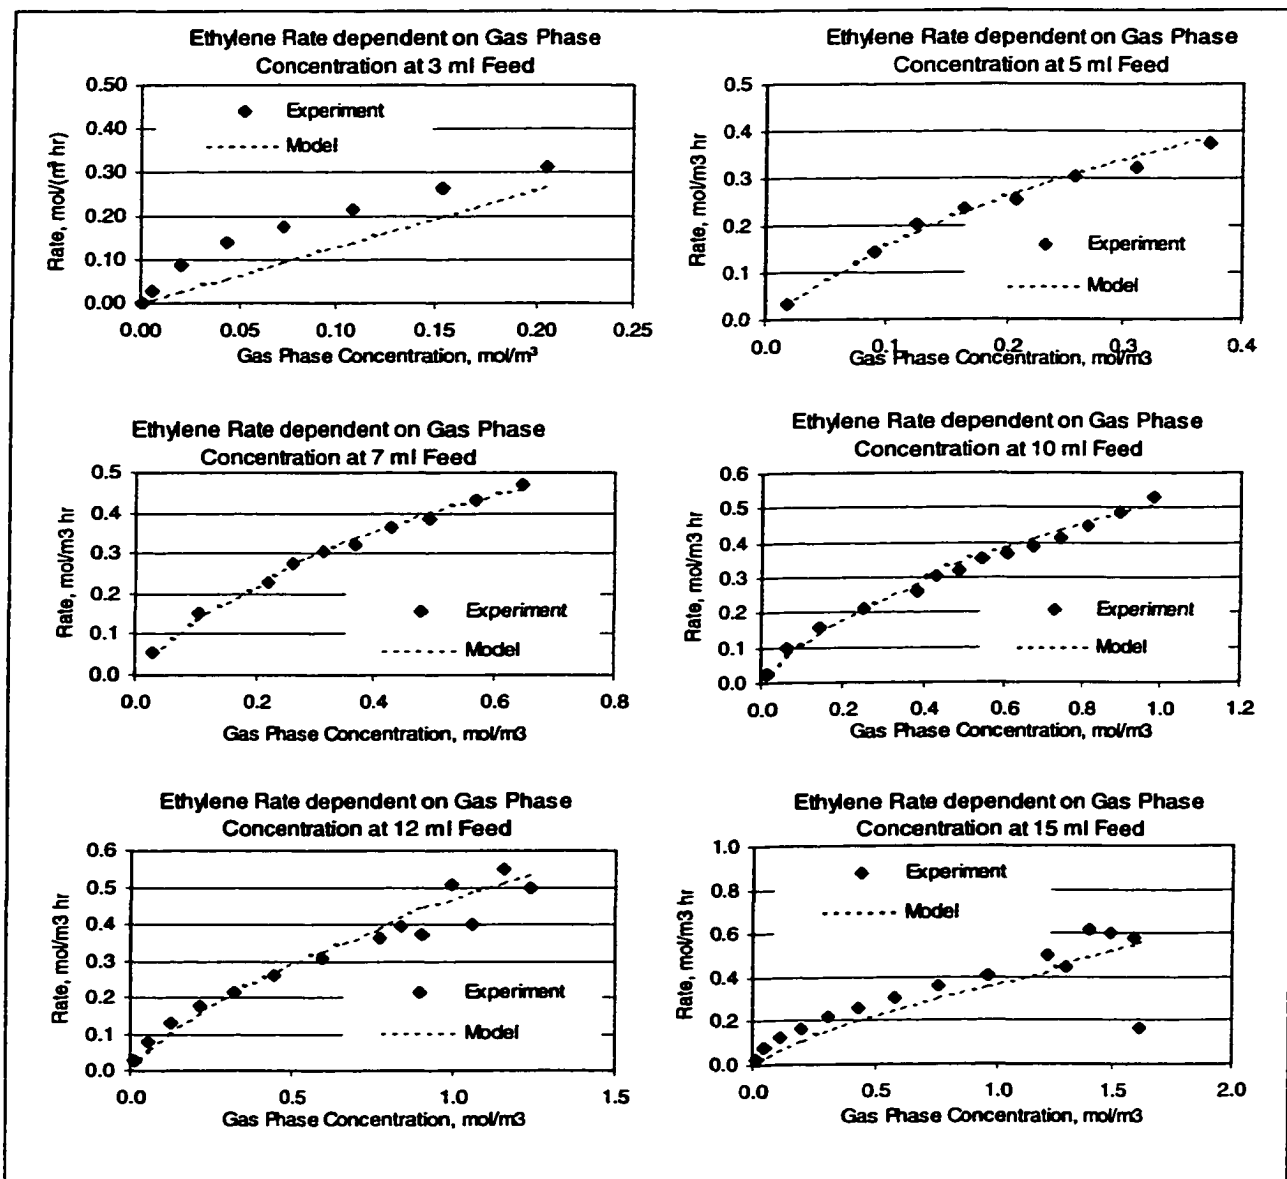 Ethylene Rate dependent on Gas Phase
Concentration at 3 ml Feed
0.50
0.40
0.30
0.20
0.10
0.00
Rate, mol/(m³ hr)
Experiment
Model
0.00 0.05 0.10 0.15 0.20 0.25
Gas Phase Concentration, mol/m³
Ethylene Rate dependent on Gas Phase
Concentration at 5 ml Feed
0.5
0.4
0.3
0.2
0.1
0.0
Rate, mol/m3 hr
Experiment
Model
0.0 0.1 0.2 0.3 0.4
Gas Phase Concentration, mol/m3
Ethylene Rate dependent on Gas Phase
Concentration at 7 ml Feed
0.5
0.4
0.3
0.2
0.1
0.0
Rate, mol/m3 hr
Experiment
Model
0.0 0.2 0.4 0.6 0.8
Gas Phase Concentration, mol/m3
Ethylene Rate dependent on Gas Phase
Concentration at 10 ml Feed
0.6
0.5
0.4
0.3
0.2
0.1
0.0
Rate, mol/m3 hr
Experiment
Model
0.0 0.2 0.4 0.6 0.8 1.0 1.2
Gas Phase Concentration, mol/m3
Ethylene Rate dependent on Gas Phase
Concentration at 12 ml Feed
0.6
0.5
0.4
0.3
0.2
0.1
0.0
Rate, mol/m3 hr
Experiment
Model
0.0 0.5 1.0 1.5
Gas Phase Concentration, mol/m3
Ethylene Rate dependent on Gas Phase
Concentration at 15 ml Feed
1.0
0.8
0.6
0.4
0.2
0.0
Rate, mol/m3 hr
Experiment
Model
0.0 0.5 1.0 1.5 2.0
Gas Phase Concentration, mol/m3